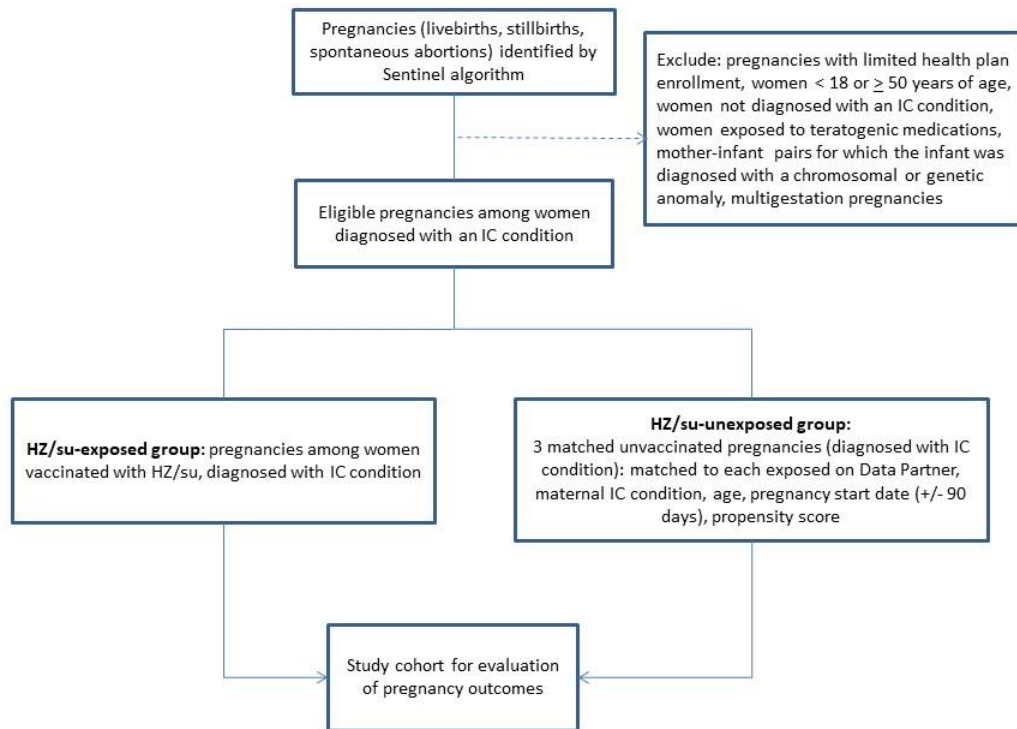 Pregnancies (livebirths, stillbirths,
spontaneous abortions) identified by
Sentinel algorithm
Exclude: pregnancies with limited health plan
enrollment, women < 18 or ≥ 50 years of age,
women not diagnosed with an IC condition,
women exposed to teratogenic medications,
mother-infant pairs for which the infant was
diagnosed with a chromosomal or genetic
anomaly, multigestation pregnancies
Eligible pregnancies among women
diagnosed with an IC condition
HZ/su-exposed group: pregnancies among women
vaccinated with HZ/su, diagnosed with IC condition
HZ/su-unexposed group:
3 matched unvaccinated pregnancies (diagnosed with IC
condition): matched to each exposed on Data Partner,
maternal IC condition, age, pregnancy start date (+/- 90
days), propensity score
Study cohort for evaluation
of pregnancy outcomes